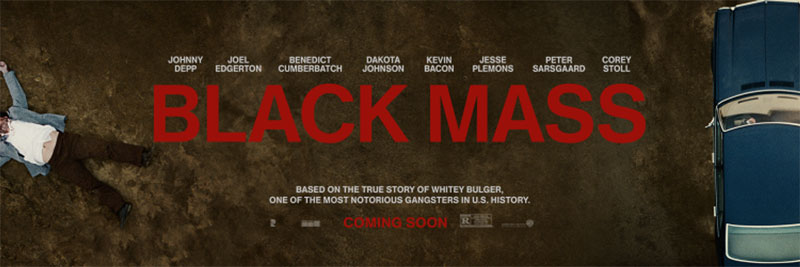 JOHNNY DEPP JOEL EDGERTON BENEDICT CUMBERBATCH DAKOTA JOHNSON KEVIN BACON JESSE PLEMONS PETER SARSGAARD COREY STOLL
BLACK MASS
BASED ON THE TRUE STORY OF WHITEY BULGER,
ONE OF THE MOST NOTORIOUS GANGSTERS IN U.S. HISTORY.
COMING SOON
R